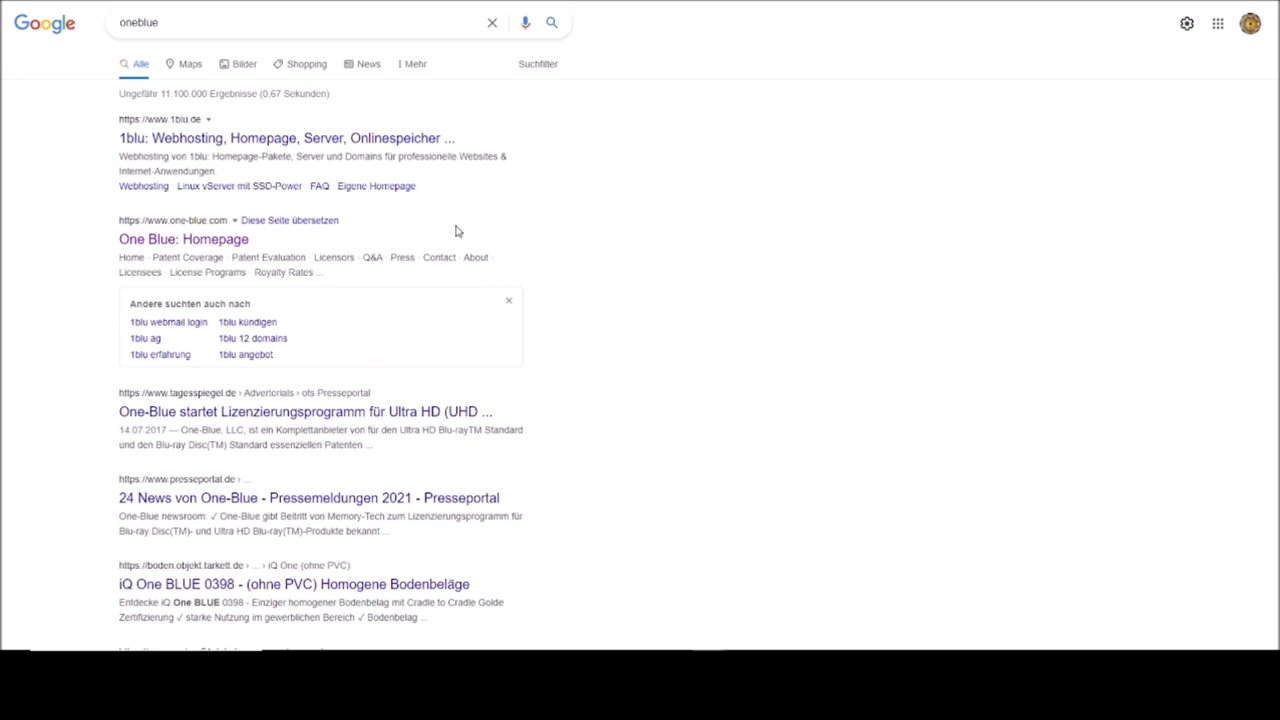 Google
oneblue
Alle Maps Bilder Shopping News Mehr Suchfilter
Ungefähr 11.100.000 Ergebnisse (0,67 Sekunden)
https://www.1blu.de
1blu: Webhosting, Homepage, Server, Onlinespeicher ...
Webhosting von 1blu: Homepage-Pakete, Server und Domains für professionelle Websites &
Internet-Anwendungen
Webhosting · Linux vServer mit SSD-Power · FAQ · Eigene Homepage
https://www.one-blue.com Diese Seite übersetzen
One Blue: Homepage
Home · Patent Coverage · Patent Evaluation · Licensors · Q&A · Press · Contact · About ·
Licensees · License Programs · Royalty Rates ...
Andere suchten auch nach
1blu webmail login 1blu kündigen
1blu ag 1blu 12 domains
1blu erfahrung 1blu angebot
https://www.tagesspiegel.de › Advertorials › ots Presseportal
One-Blue startet Lizenzierungsprogramm für Ultra HD (UHD ...
14.07.2017 — One-Blue, LLC, ist ein Komplettanbieter von für den Ultra HD Blu-rayTM Standard
und den Blu-ray Disc(TM) Standard essenziellen Patenten ...
https://www.presseportal.de › ...
24 News von One-Blue - Pressemeldungen 2021 - Presseportal
One-Blue newsroom: ✓ One-Blue gibt Beitritt von Memory-Tech zum Lizenzierungsprogramm für
Blu-ray Disc(TM)- und Ultra HD Blu-ray(TM)-Produkte bekannt ...
https://boden.objekt.tarkett.de › ... › iQ One (ohne PVC)
iQ One BLUE 0398 - (ohne PVC) Homogene Bodenbeläge
Entdecke iQ One BLUE 0398 - Einziger homogener Bodenbelag mit Cradle to Cradle Golde
Zertifizierung ✓ starke Nutzung im gewerblichen Bereich ✓ Bodenbelag ...